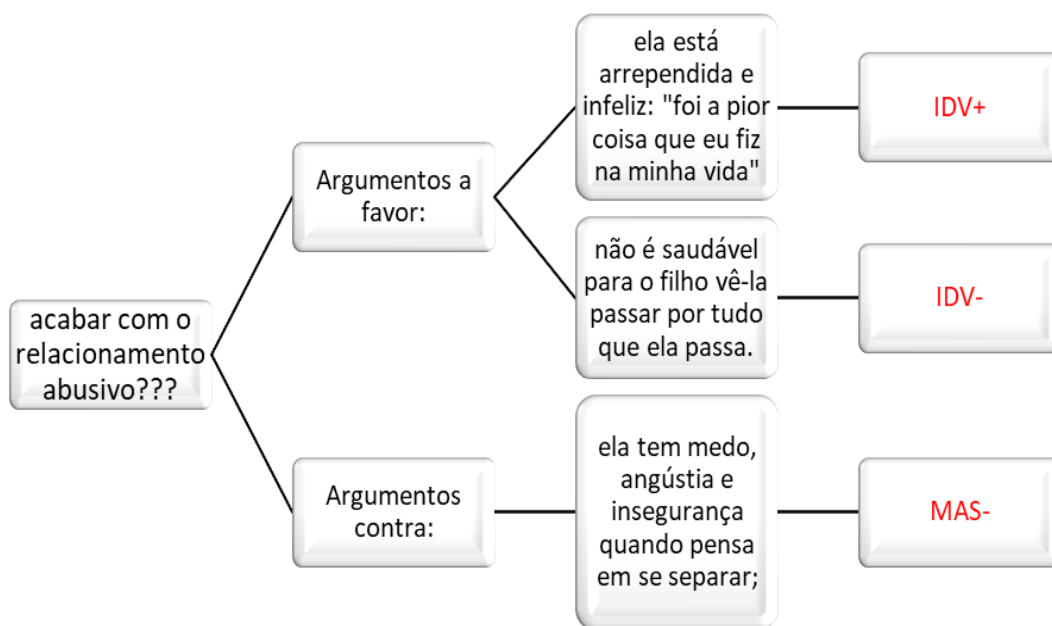 acabar com o
relacionamento
abusivo???
Argumentos a
favor:
ela está
arrependida e
infeliz: "foi a pior
coisa que eu fiz
na minha vida"
IDV+
não é saudável
para o filho vê-la
passar por tudo
que ela passa.
IDV-
Argumentos
contra:
ela tem medo,
angústia e
insegurança
quando pensa
em se separar;
MAS-